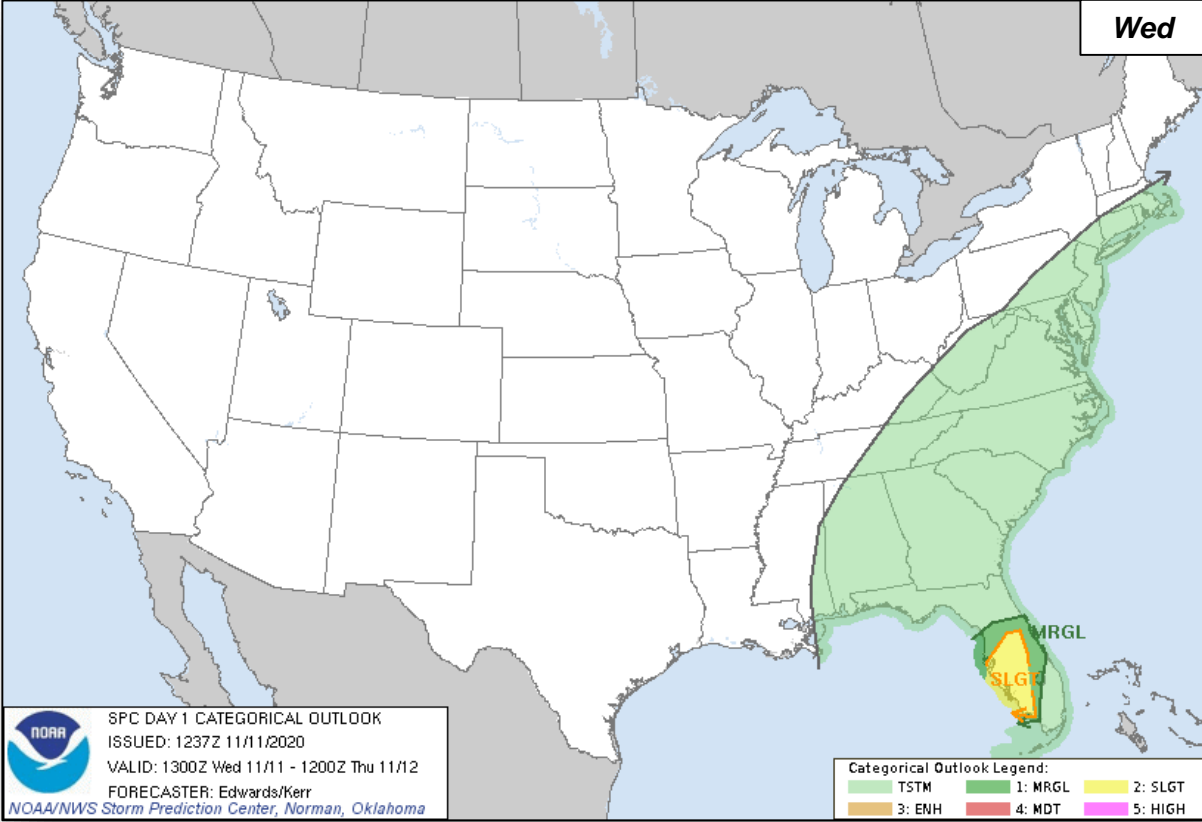 Wed
MRGL
SLGT
NOAA
SPC DAY 1 CATEGORICAL OUTLOOK
ISSUED: 1237Z 11/11/2020
VALID: 1300Z Wed 11/11 - 1200Z Thu 11/12
FORECASTER: Edwards/Kerr
NOAA/NWS Storm Prediction Center, Norman, Oklahoma
Categorical Outlook Legend:
TSTM 1: MRGL 2: SLGT
3: ENH 4: MDT 5: HIGH